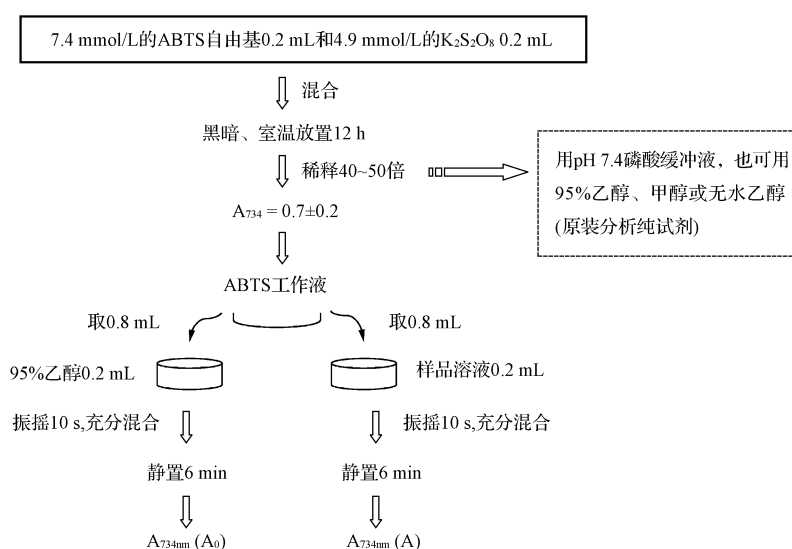 7.4 mmol/L的ABTS自由基0.2 mL和4.9 mmol/L的K₂S₂O₈ 0.2 mL
混合
黑暗、室温放置12 h
稀释40~50倍
用pH 7.4磷酸缓冲液，也可用
95%乙醇、甲醇或无水乙醇
(原装分析纯试剂)
A₇₃₄ = 0.7±0.2
ABTS工作液
取0.8 mL
取0.8 mL
95%乙醇0.2 mL
样品溶液0.2 mL
振摇10 s,充分混合
振摇10 s,充分混合
静置6 min
静置6 min
A₇₃₄ₙₘ (A₀)
A₇₃₄ₙₘ (A)